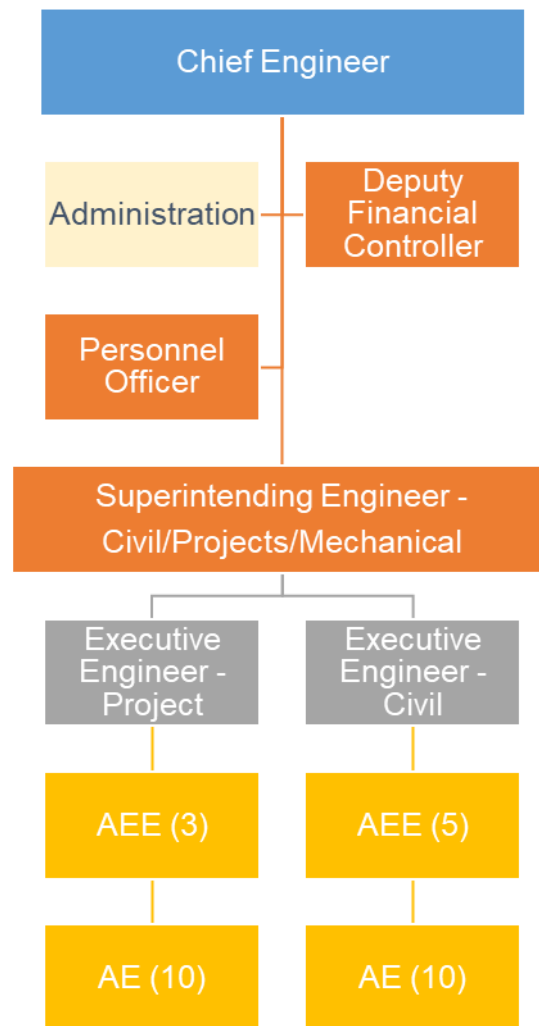 Chief Engineer
Administration
Deputy
Financial
Controller
Personnel
Officer
Superintending Engineer -
Civil/Projects/Mechanical
Executive
Engineer -
Project
Executive
Engineer -
Civil
AEE (3)
AEE (5)
AE (10)
AE (10)